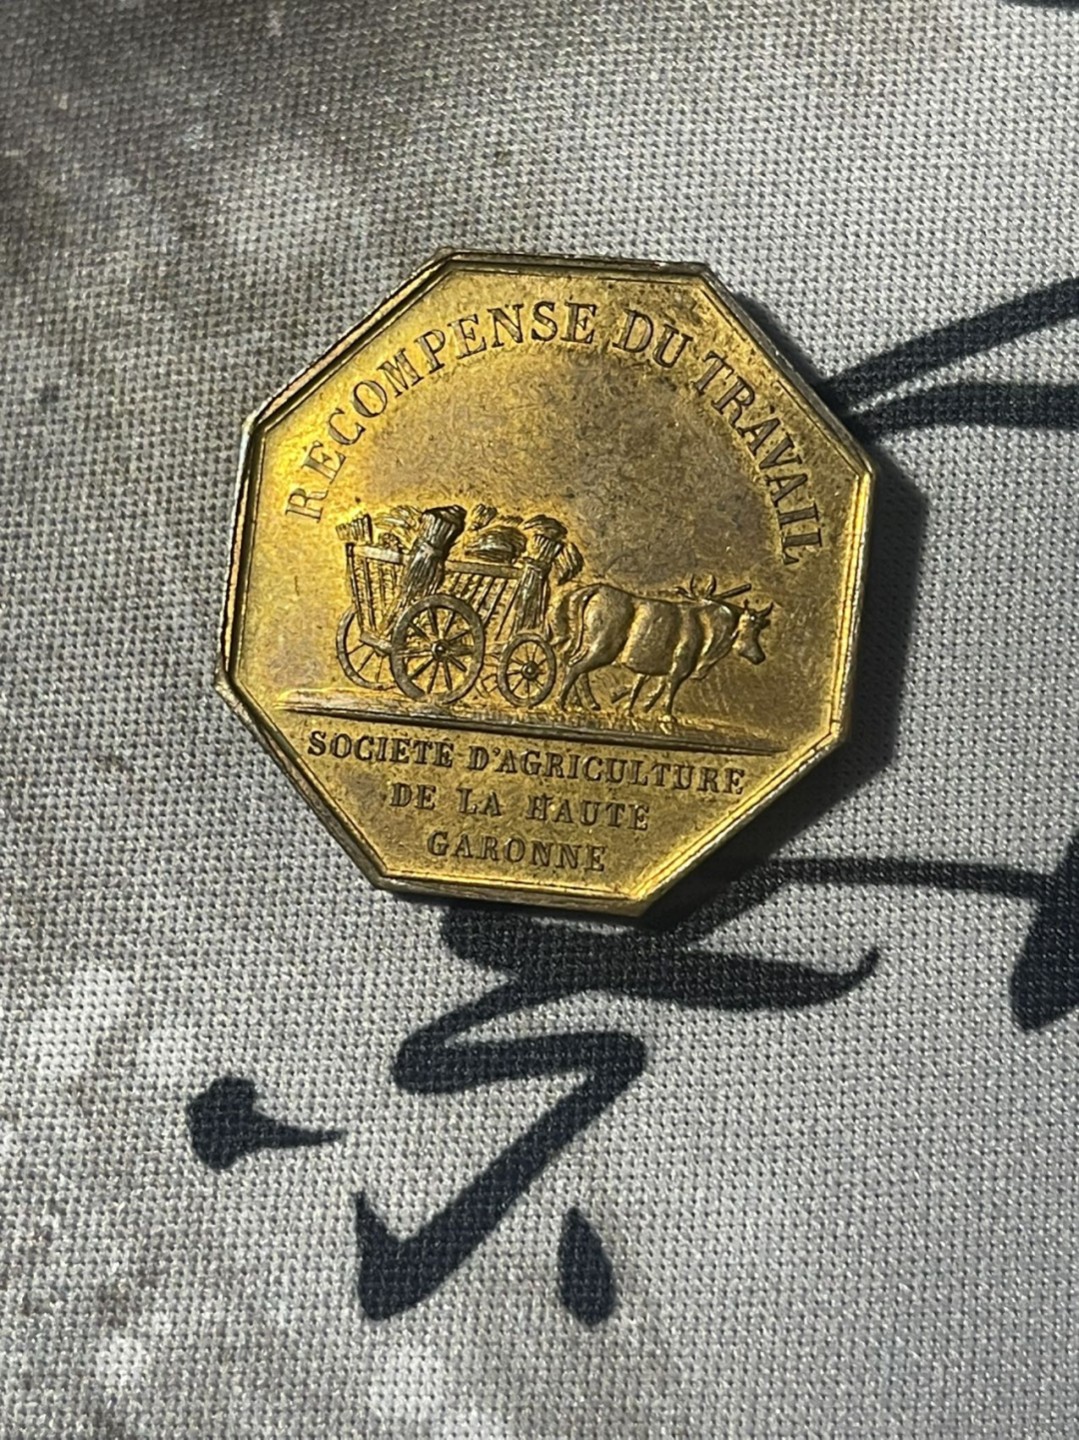 RECOMPENSE DU TRAVAIL
SOCIETE D'AGRICULTURE
DE LA HAUTE
GARONNE